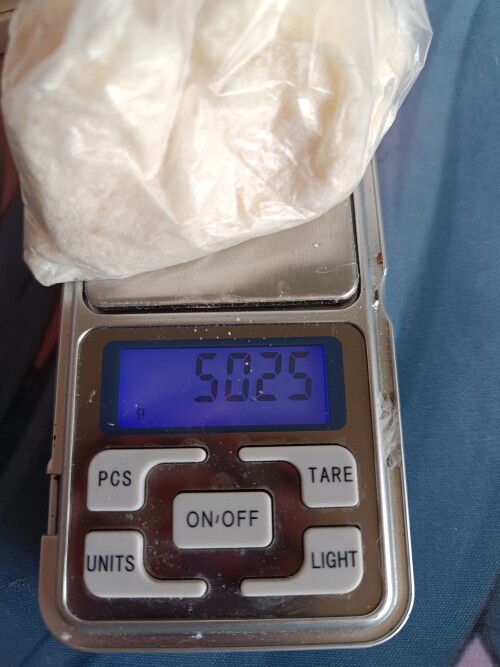 50.25
g
PCS
TARE
ON/OFF
UNITS
LIGHT